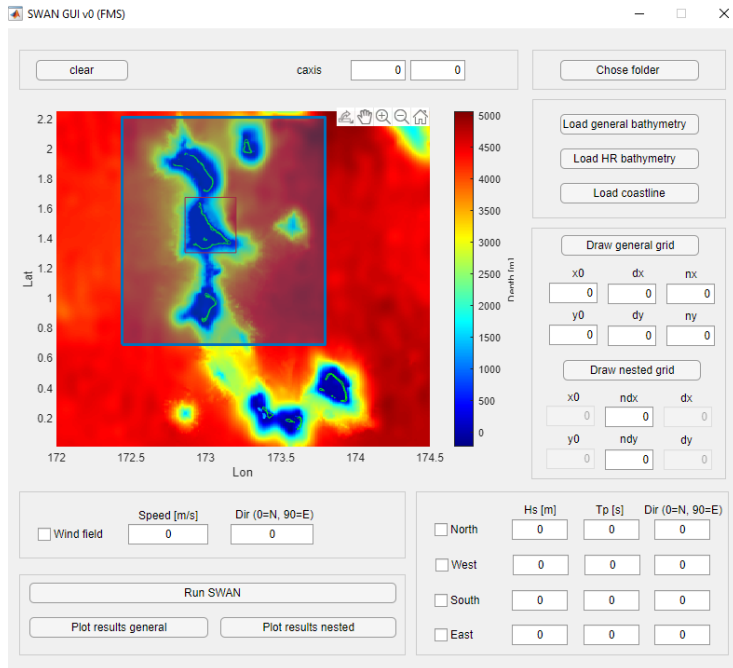 SWAN GUI v0 (FMS)
clear caxis 0 0 Chose folder
Load general bathymetry
Load HR bathymetry
Load coastline
2.2
2
1.8
1.6
1.4
1.2
1
0.8
0.6
0.4
0.2
Lat
172 172.5 173 173.5 174 174.5
Lon
5000
4500
4000
3500
3000
2500
2000
1500
1000
500
0
Depth [m]
Draw general grid
x0 dx nx
0 0 0
y0 dy ny
0 0 0
Draw nested grid
x0 ndx dx
0 0 0
y0 ndy dy
0 0 0
Speed [m/s] Dir (0=N, 90=E)
Wind field 0 0
Run SWAN
Plot results general Plot results nested
Hs [m] Tp [s] Dir (0=N, 90=E)
North 0 0 0
West 0 0 0
South 0 0 0
East 0 0 0